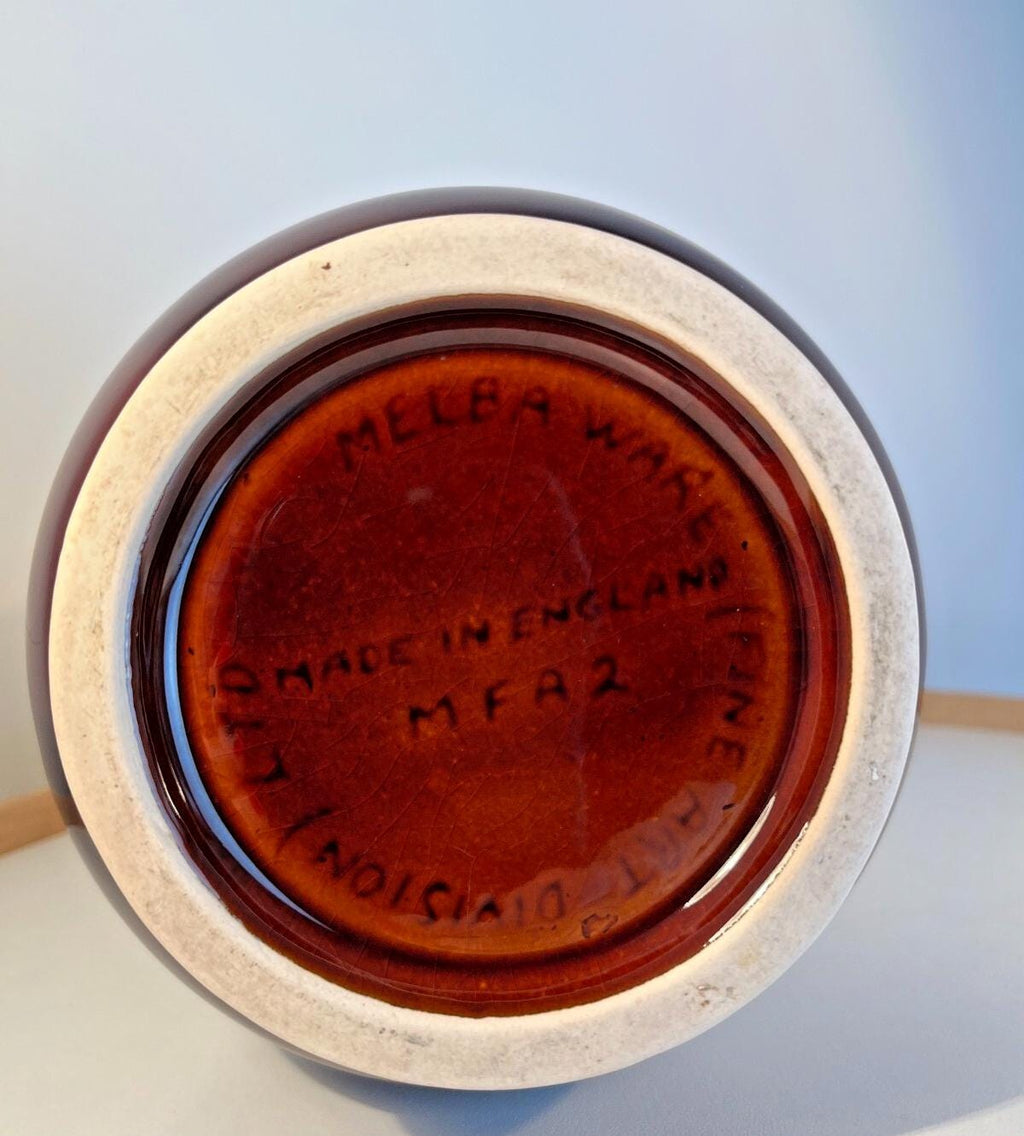 MELBA WARE (FINE ART DIVISION) LTD
MADE IN ENGLAND
MFA2